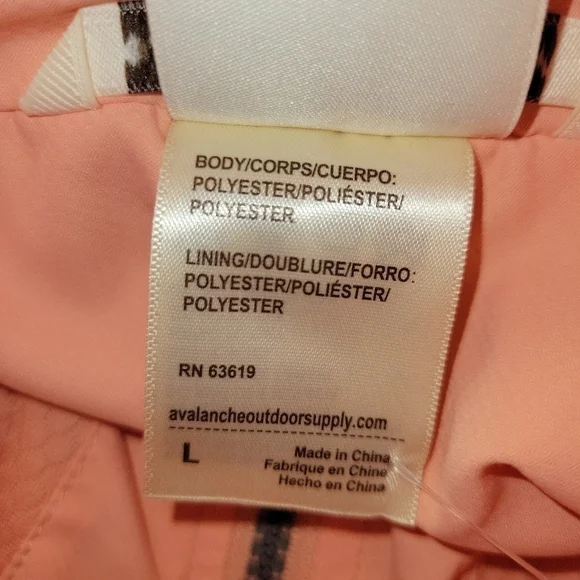 BODY/CORPS/CUERPO:
POLYESTER/POLIÉSTER/
POLYESTER
LINING/DOUBLURE/FORRO:
POLYESTER/POLIÉSTER/
POLYESTER
RN 63619
avalancheoutdoorsupply.com
L
Made in China
Fabrique en Chine
Hecho en China